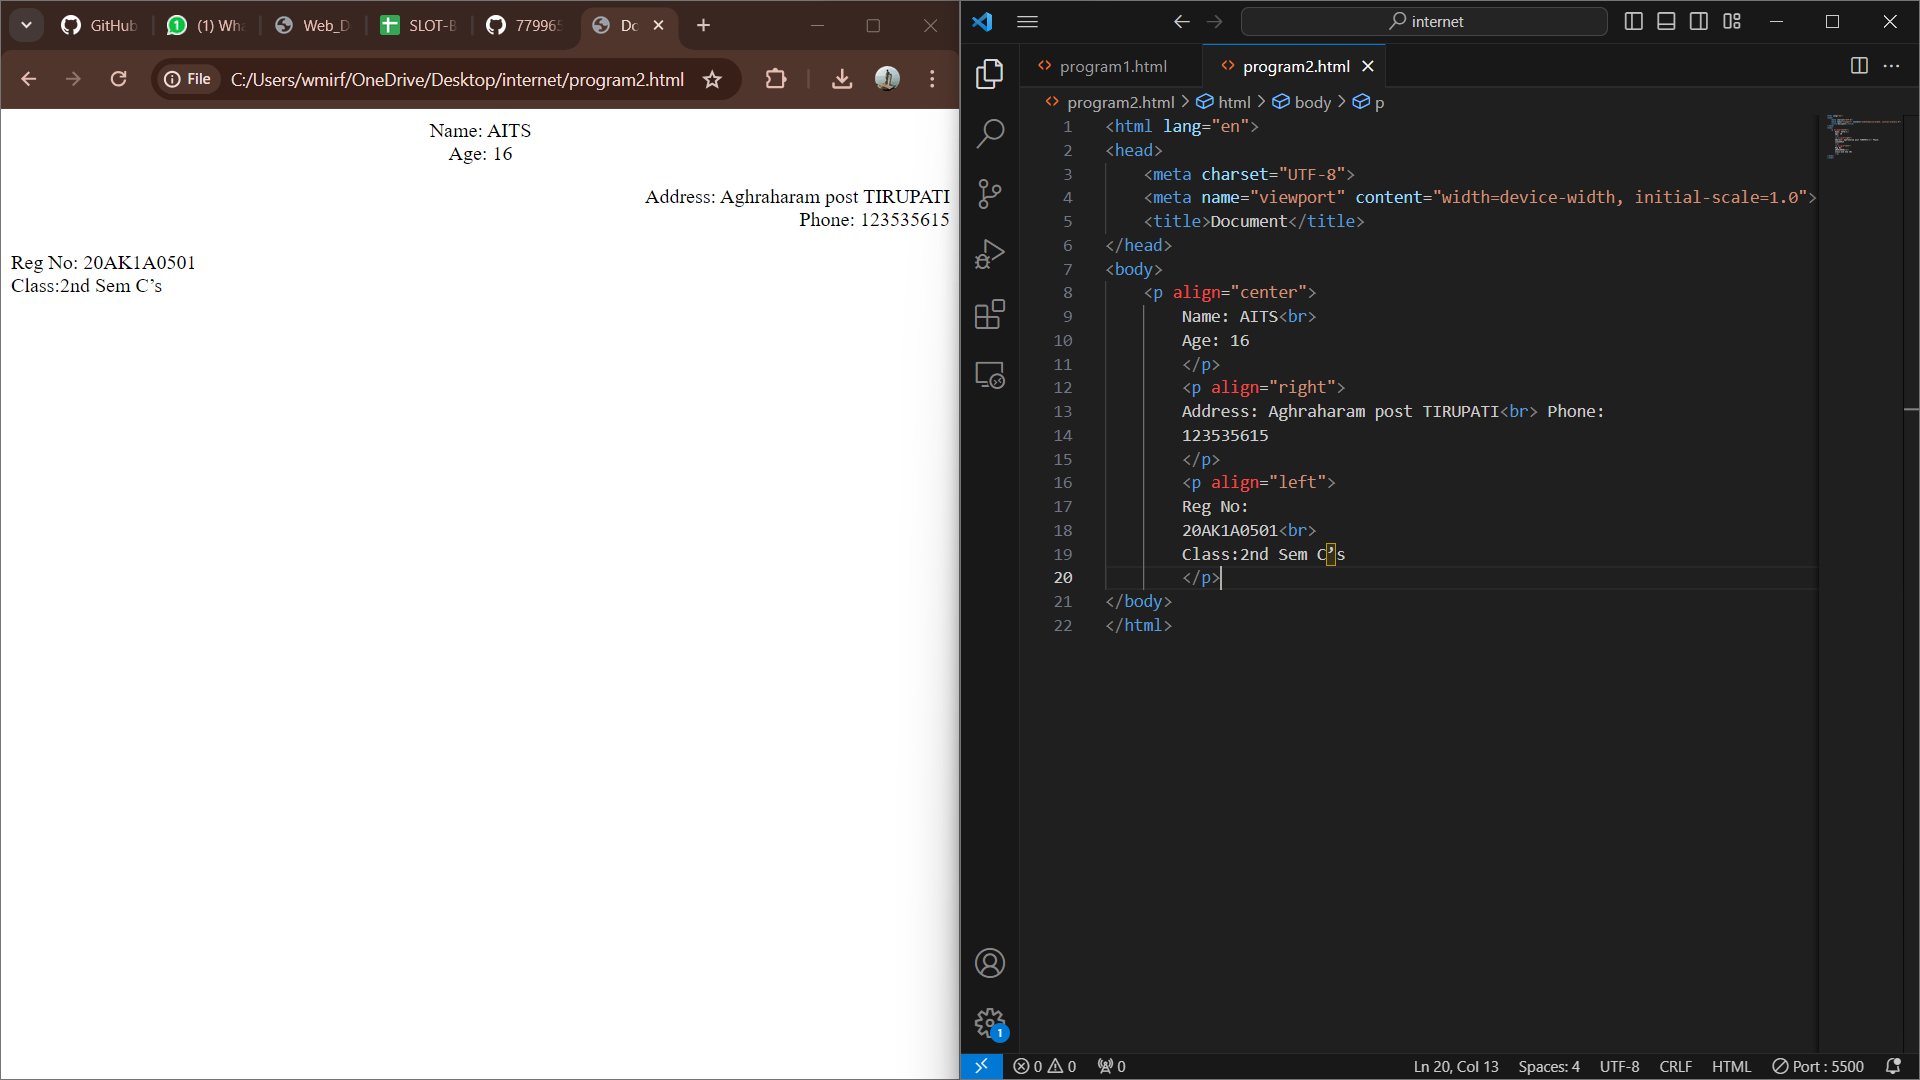 GitHub
(1) Wha
Web_D
SLOT-B
77996
Do
File
C:/Users/wmirf/OneDrive/Desktop/internet/program2.html
Name: AITS
Age: 16
Address: Aghraharam post TIRUPATI
Phone: 123535615
Reg No: 20AK1A0501
Class:2nd Sem C’s
internet
program1.html
program2.html
program2.html > html > body > p
1 <html lang="en">
2 <head>
3 <meta charset="UTF-8">
4 <meta name="viewport" content="width=device-width, initial-scale=1.0">
5 <title>Document</title>
6 </head>
7 <body>
8 <p align="center">
9 Name: AITS<br>
10 Age: 16
11 </p>
12 <p align="right">
13 Address: Aghraharam post TIRUPATI<br> Phone:
14 123535615
15 </p>
16 <p align="left">
17 Reg No:
18 20AK1A0501<br>
19 Class:2nd Sem C’s
20 </p>
21 </body>
22 </html>
1
0 0 0
Ln 20, Col 13 Spaces: 4 UTF-8 CRLF HTML Port : 5500